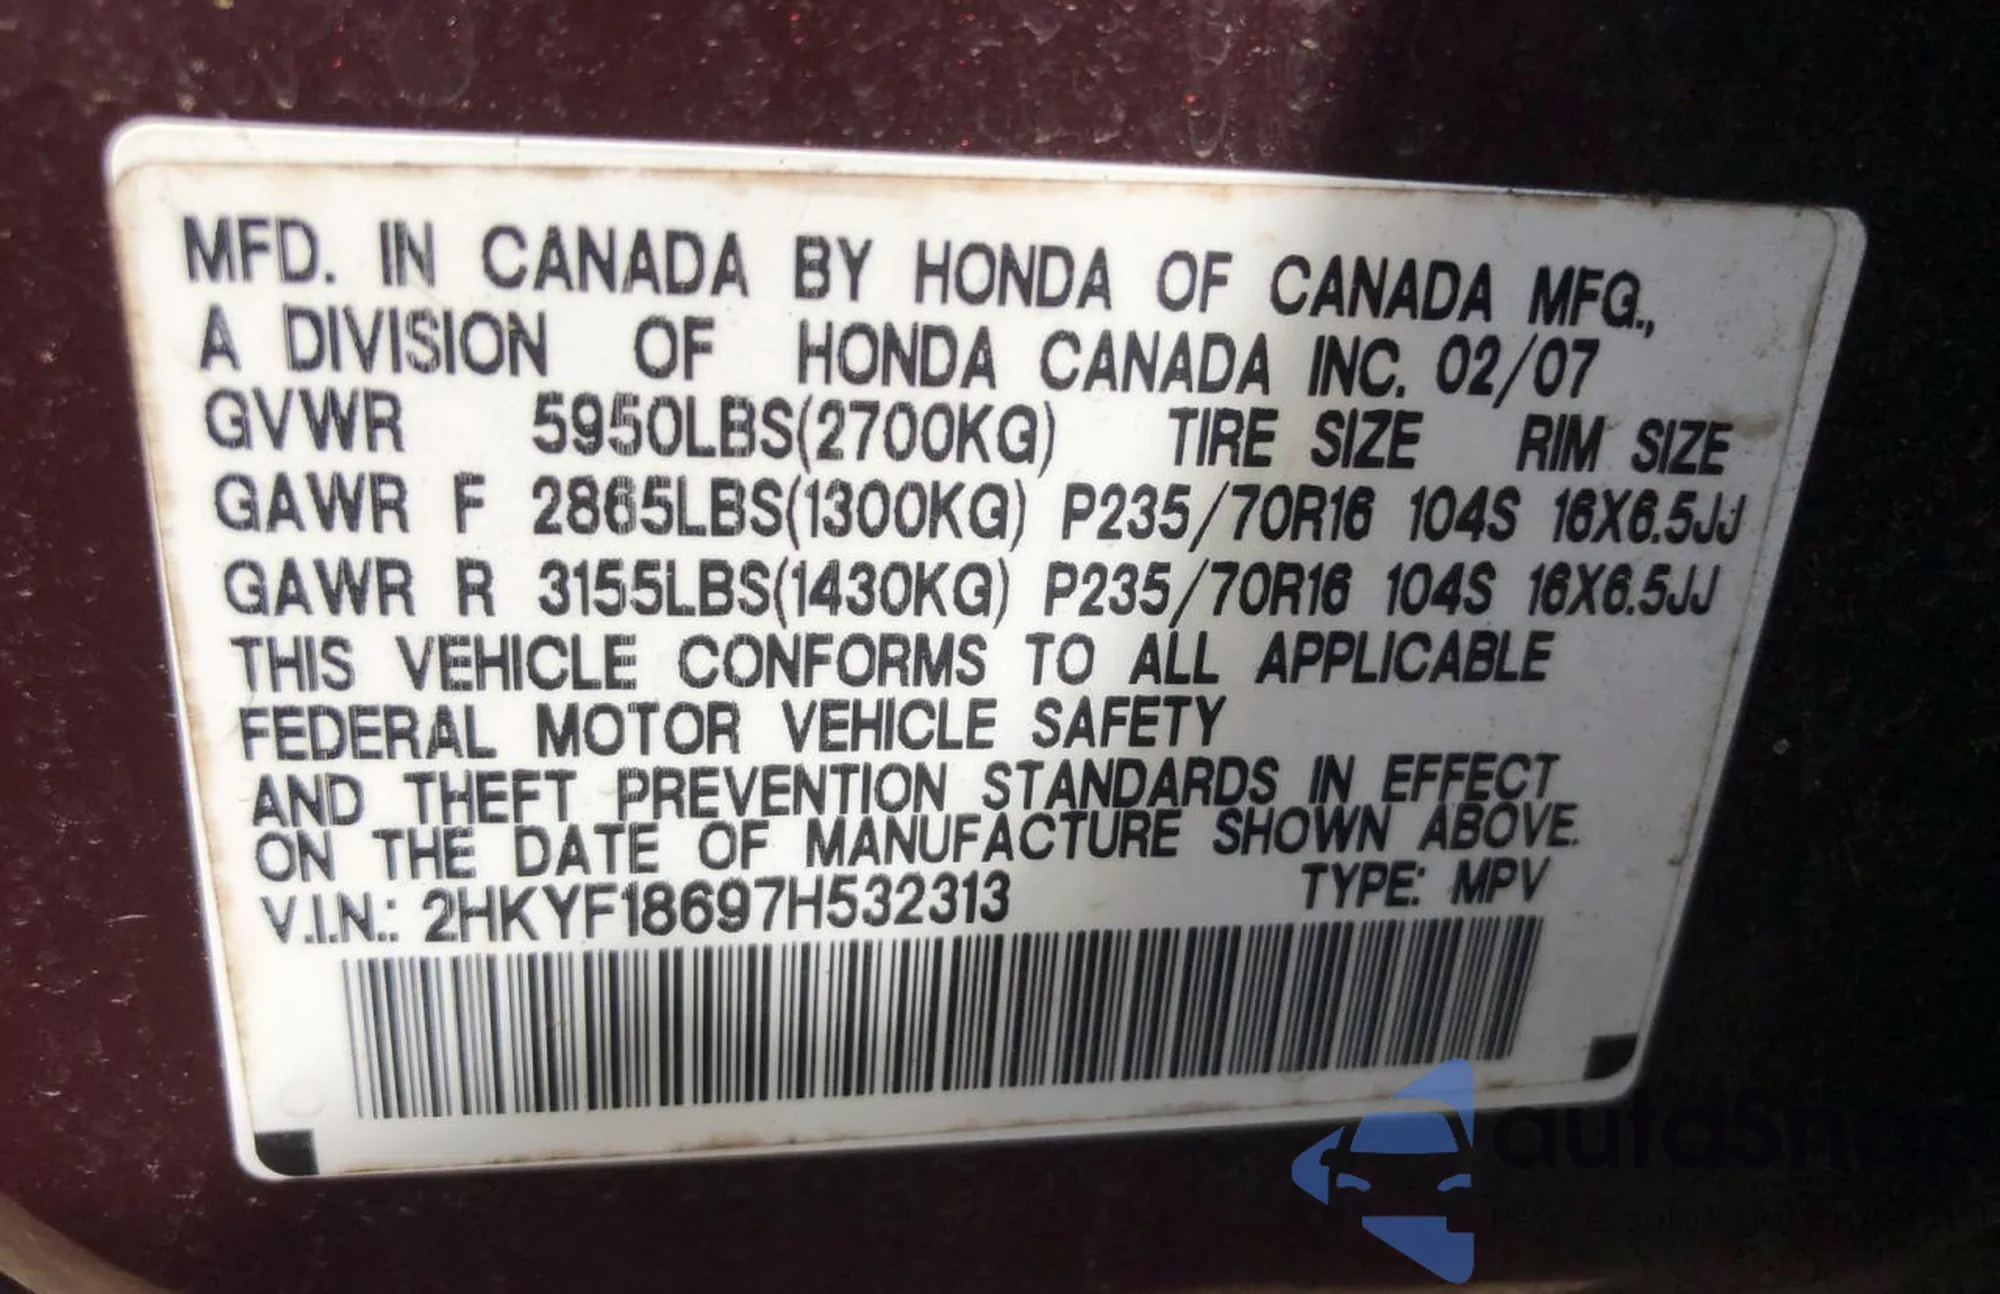 MFD. IN CANADA BY HONDA OF CANADA MFG.,
A DIVISION OF HONDA CANADA INC. 02/07
GVWR 5950LBS(2700KG) TIRE SIZE RIM SIZE
GAWR F 2865LBS(1300KG) P235/70R16 104S 16X6.5JJ
GAWR R 3155LBS(1430KG) P235/70R16 104S 16X6.5JJ
THIS VEHICLE CONFORMS TO ALL APPLICABLE
FEDERAL MOTOR VEHICLE SAFETY
AND THEFT PREVENTION STANDARDS IN EFFECT
ON THE DATE OF MANUFACTURE SHOWN ABOVE.
V.I.N.: 2HKYF18697H532313 TYPE: MPV
autoSnap